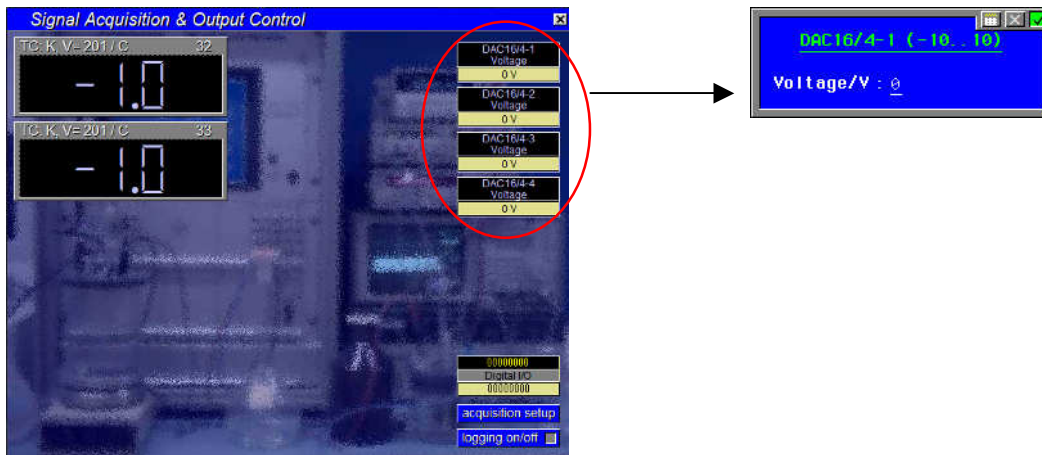 Signal Acquisition & Output Control
TC: K, V= 201 / C 32
-1.0
TC: K, V= 201 / C 33
-1.0
DAC16/4-1
Voltage
0 V
DAC16/4-2
Voltage
0 V
DAC16/4-3
Voltage
0 V
DAC16/4-4
Voltage
0 V
00000000
Digital I/O
00000000
acquisition setup
logging on/off
DAC16/4-1 (-10..10)
Voltage/V : 0